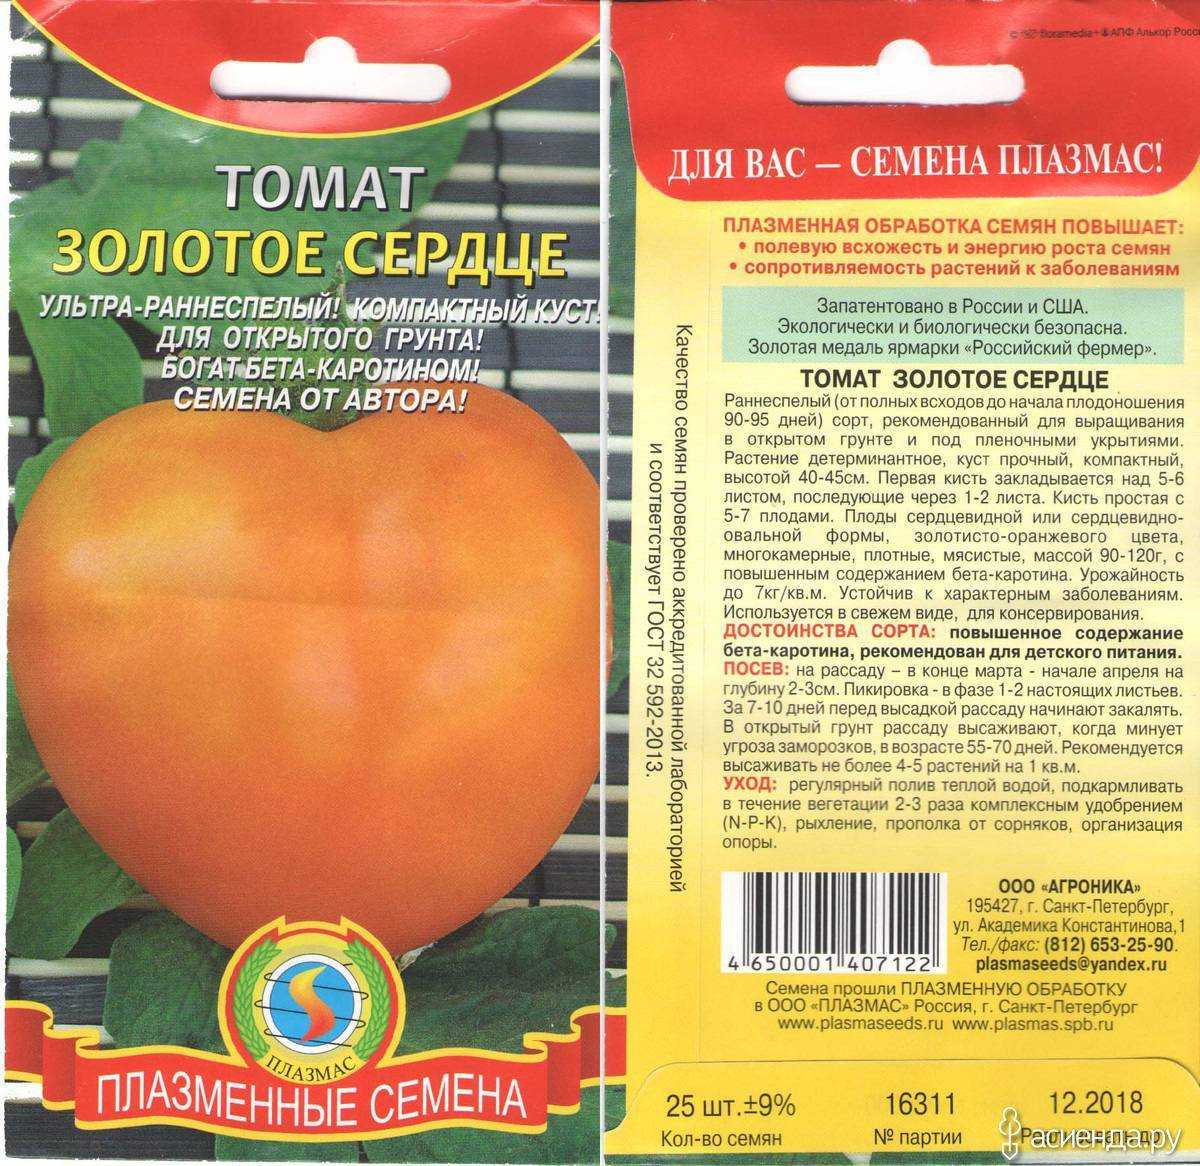 ТОМАТ
ЗОЛОТОЕ СЕРДЦЕ
УЛЬТРА-РАННЕСПЕЛЫЙ! КОМПАКТНЫЙ КУСТ!
ДЛЯ ОТКРЫТОГО ГРУНТА!
БОГАТ БЕТА-КАРОТИНОМ!
СЕМЕНА ОТ АВТОРА!
ПЛАЗМАС
ПЛАЗМЕННЫЕ СЕМЕНА
floramedia+ АПФ Алькор Росси
ДЛЯ ВАС – СЕМЕНА ПЛАЗМАС!
ПЛАЗМЕННАЯ ОБРАБОТКА СЕМЯН ПОВЫШАЕТ:
• полевую всхожесть и энергию роста семян
• сопротивляемость растений к заболеваниям
Запатентовано в России и США.
Экологически и биологически безопасна.
Золотая медаль ярмарки «Российский фермер».
Качество семян проверено аккредитованной лабораторией
и соответствует ГОСТ 32 592-2013.
ТОМАТ ЗОЛОТОЕ СЕРДЦЕ
Раннеспелый (от полных всходов до начала плодоношения
90-95 дней) сорт, рекомендованный для выращивания
в открытом грунте и под пленочными укрытиями.
Растение детерминантное, куст прочный, компактный,
высотой 40-45см. Первая кисть закладывается над 5-6
листом, последующие через 1-2 листа. Кисть простая с
5-7 плодами. Плоды сердцевидной или сердцевидно-
овальной формы, золотисто-оранжевого цвета,
многокамерные, плотные, мясистые, массой 90-120г, с
повышенным содержанием бета-каротина. Урожайность
до 7кг/кв.м. Устойчив к характерным заболеваниям.
Используется в свежем виде, для консервирования.
ДОСТОИНСТВА СОРТА: повышенное содержание
бета-каротина, рекомендован для детского питания.
ПОСЕВ: на рассаду – в конце марта - начале апреля на
глубину 2-3см. Пикировка - в фазе 1-2 настоящих листьев.
За 7-10 дней перед высадкой рассаду начинают закалять.
В открытый грунт рассаду высаживают, когда минует
угроза заморозков, в возрасте 55-70 дней. Рекомендуется
высаживать не более 4-5 растений на 1 кв.м.
УХОД: регулярный полив теплой водой, подкармливать
в течение вегетации 2-3 раза комплексным удобрением
(N-P-K), рыхление, прополка от сорняков, организация
опоры.
4 650001 407122
ООО «АГРОНИКА»
195427, г. Санкт-Петербург,
ул. Академика Константинова,1
Тел./факс: (812) 653-25-90.
plasmaseeds@yandex.ru
Семена прошли ПЛАЗМЕННУЮ ОБРАБОТКУ
в ООО «ПЛАЗМАС» Россия, г. Санкт-Петербург
www.plasmaseeds.ru www.plasmas.spb.ru
25 шт.±9% 16311 12.2018
Кол-во семян № партии
асиенда.ру